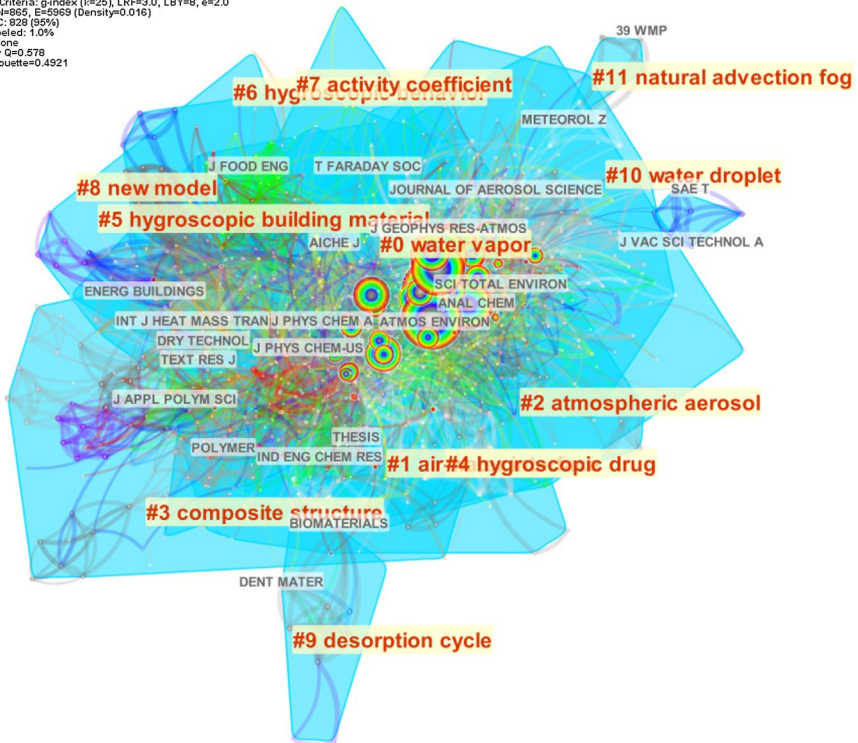 Criteria: g-index (k=25), LRF=3.0, LBY=8, e=2.0
N=865, E=5969 (Density=0.016)
C: 828 (95%)
eled: 1.0%
one
Q=0.578
ouette=0.4921
39 WMP
#11 natural advection fog
#7 activity coefficient
#6 hygroscopic behavior
METEOROL Z
J FOOD ENG
T FARADAY SOC
#10 water droplet
#8 new model
JOURNAL OF AEROSOL SCIENCE
SAE T
#5 hygroscopic building material
J GEOPHYS RES-ATMOS
AICHE J
#0 water vapor
J VAC SCI TECHNOL A
SCI TOTAL ENVIRON
ENERG BUILDINGS
ANAL CHEM
INT J HEAT MASS TRAN
J PHYS CHEM A
ATMOS ENVIRON
DRY TECHNOL
J PHYS CHEM-US
TEXT RES J
J APPL POLYM SCI
#2 atmospheric aerosol
THESIS
POLYMER
IND ENG CHEM RES
#1 air
#4 hygroscopic drug
#3 composite structure
BIOMATERIALS
DENT MATER
#9 desorption cycle